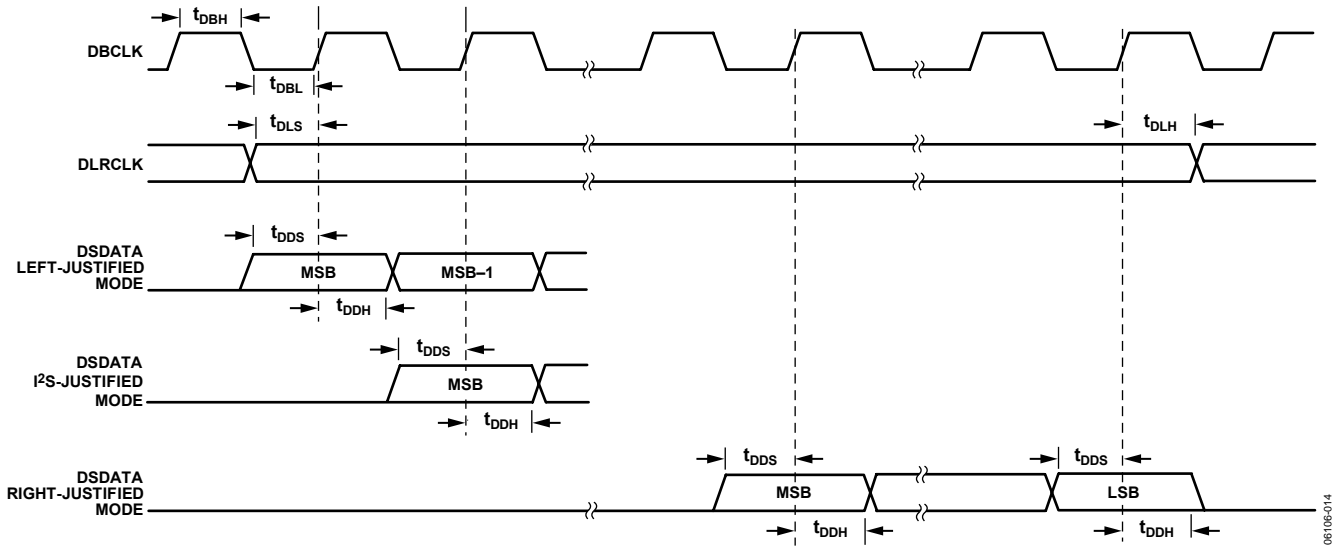 tDBH
DBCLK
tDBL
tDLS
tDLH
DLRCLK
tDDS
DSDATA
LEFT-JUSTIFIED
MODE
MSB
MSB–1
tDDH
tDDS
DSDATA
I2S-JUSTIFIED
MODE
MSB
tDDH
tDDS
tDDS
DSDATA
RIGHT-JUSTIFIED
MODE
MSB
LSB
tDDH
tDDH
06106-014